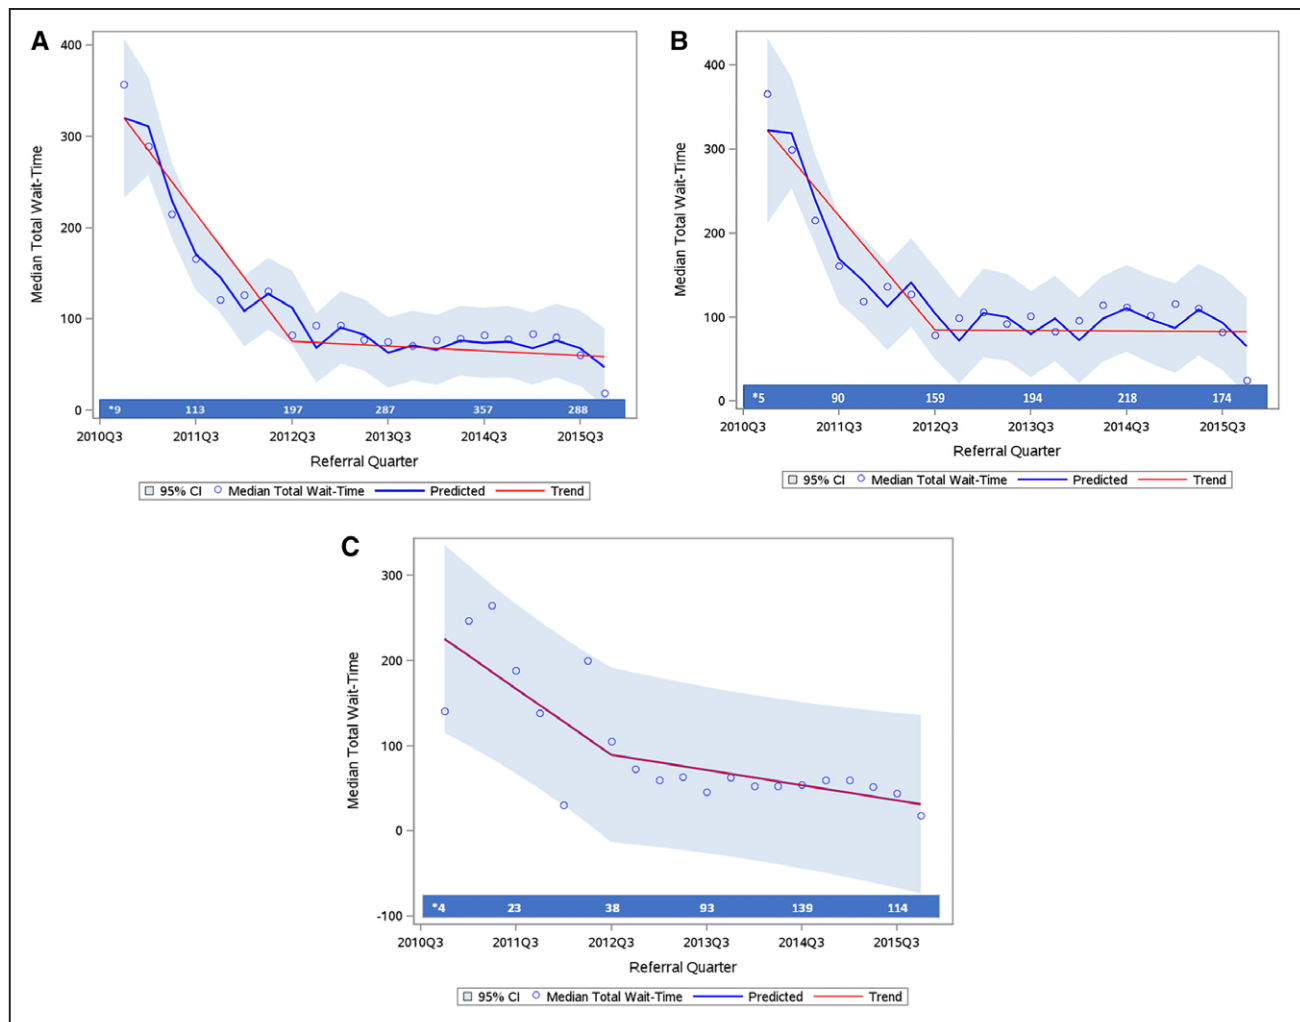 A
400
300
200
100
0
Median Total Wait-Time
*9 113 197 287 357 288
2010Q3 2011Q3 2012Q3 2013Q3 2014Q3 2015Q3
Referral Quarter
95% CI Median Total Wait-Time Predicted Trend
B
400
300
200
100
0
Median Total Wait-Time
*5 90 159 194 218 174
2010Q3 2011Q3 2012Q3 2013Q3 2014Q3 2015Q3
Referral Quarter
95% CI Median Total Wait-Time Predicted Trend
C
300
200
100
0
-100
Median Total Wait-Time
*4 23 38 93 139 114
2010Q3 2011Q3 2012Q3 2013Q3 2014Q3 2015Q3
Referral Quarter
95% CI Median Total Wait-Time Predicted Trend